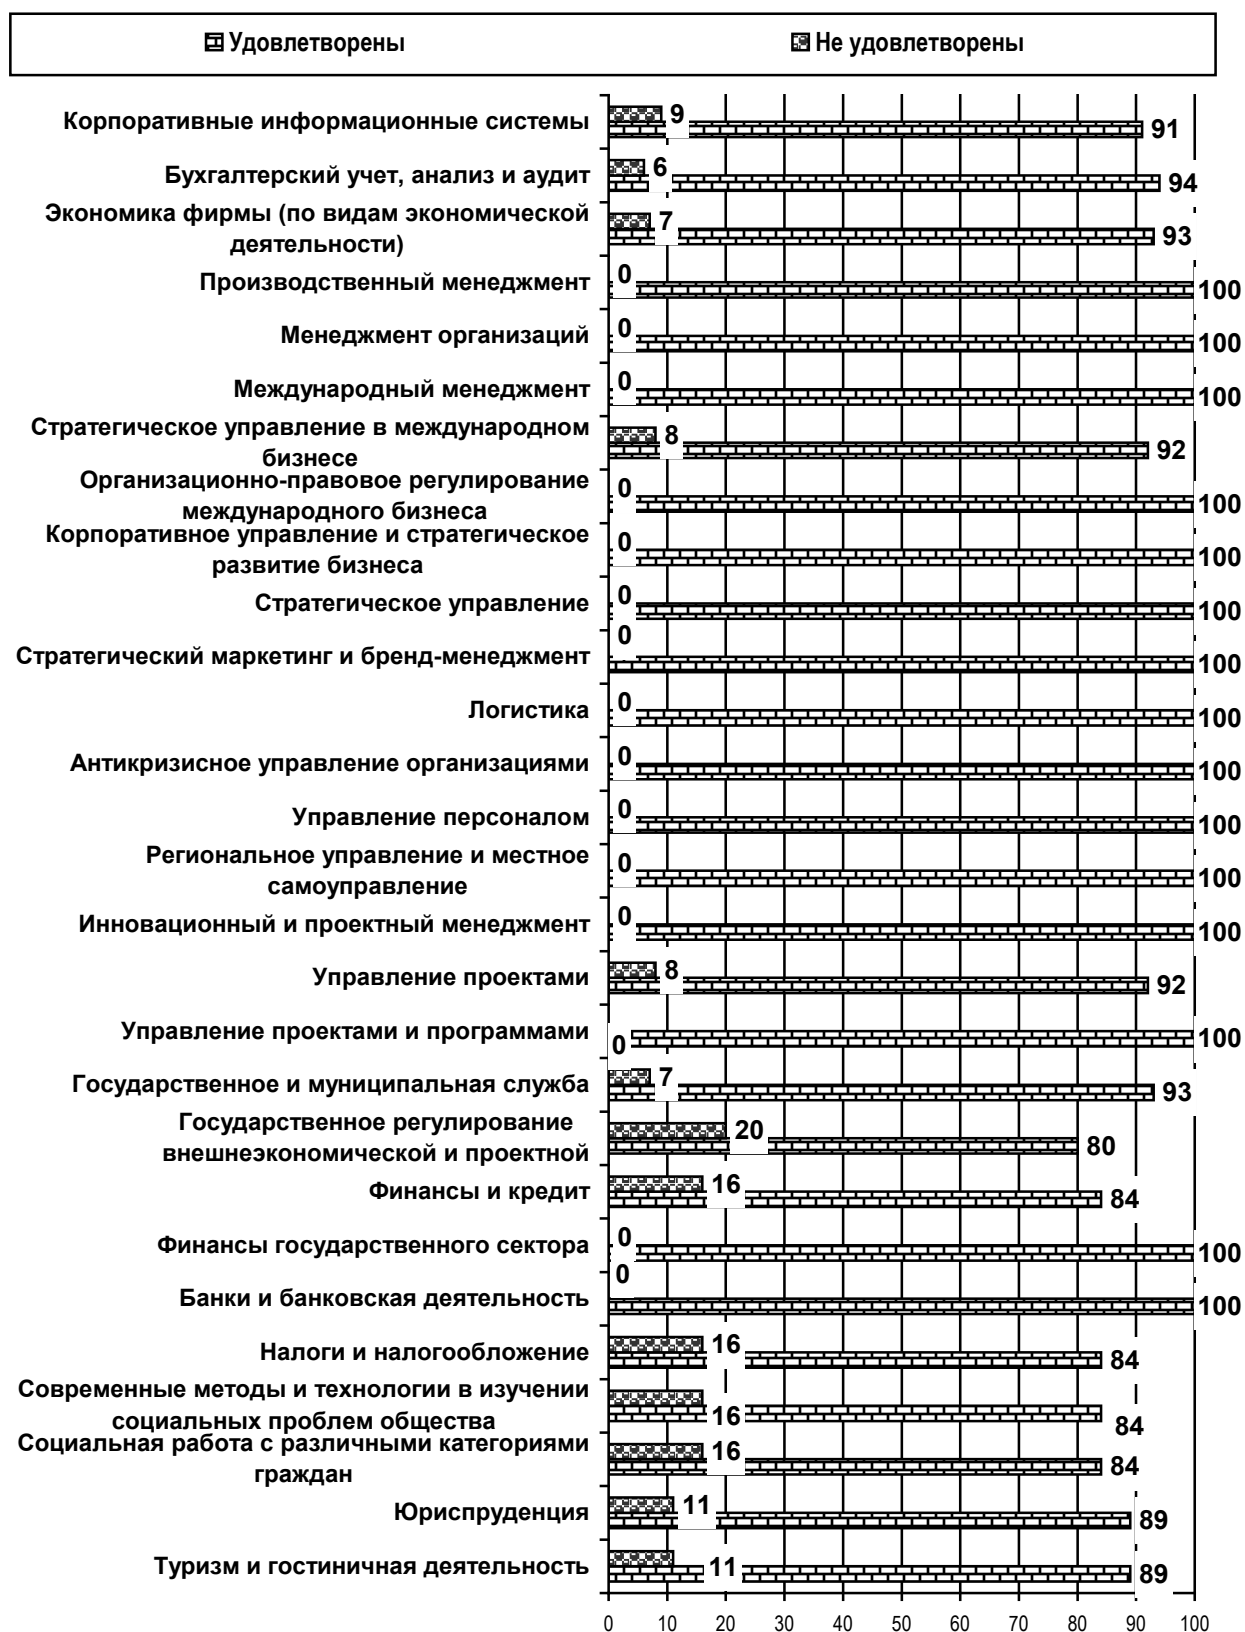 Удовлетворены Не удовлетворены
Корпоративные информационные системы 9 91
Бухгалтерский учет, анализ и аудит 6 94
Экономика фирмы (по видам экономической
деятельности) 7 93
Производственный менеджмент 0 100
Менеджмент организаций 0 100
Международный менеджмент 0 100
Стратегическое управление в международном
бизнесе 8 92
Организационно-правовое регулирование
международного бизнеса 0 100
Корпоративное управление и стратегическое
развитие бизнеса 0 100
Стратегическое управление 0 100
Стратегический маркетинг и бренд-менеджмент 0 100
Логистика 0 100
Антикризисное управление организациями 0 100
Управление персоналом 0 100
Региональное управление и местное
самоуправление 0 100
Инновационный и проектный менеджмент 0 100
Управление проектами 8 92
Управление проектами и программами 0 100
Государственное и муниципальная служба 7 93
Государственное регулирование
внешнеэкономической и проектной 20 80
Финансы и кредит 16 84
Финансы государственного сектора 0 100
Банки и банковская деятельность 0 100
Налоги и налогообложение 16 84
Современные методы и технологии в изучении
социальных проблем общества 16 84
Социальная работа с различными категориями
граждан 16 84
Юриспруденция 11 89
Туризм и гостиничная деятельность 11 89
0 10 20 30 40 50 60 70 80 90 100